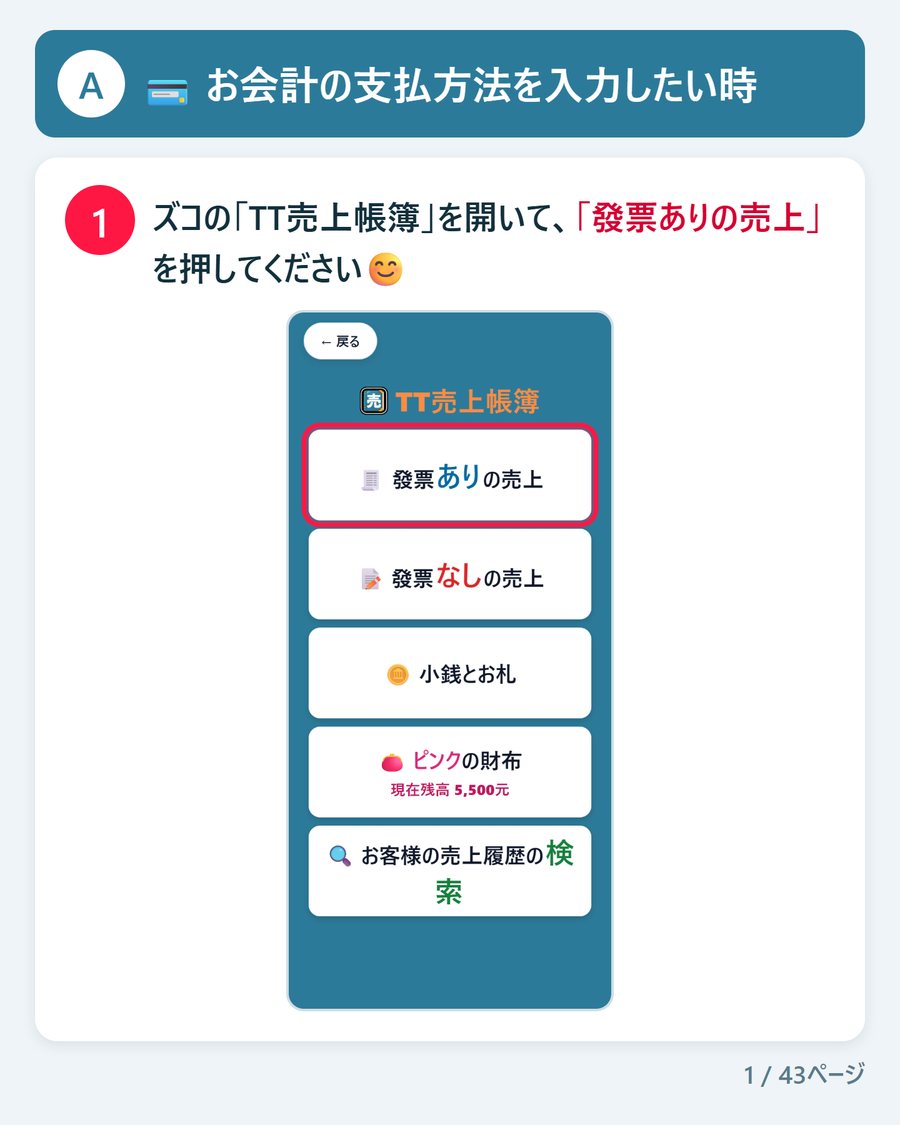 A 💳 お会計の支払方法を入力したい時
1 ズコの「TT売上帳簿」を開いて、「發票ありの売上」
を押してください😊
← 戻る
売 TT売上帳簿
發票ありの売上
發票なしの売上
小銭とお札
ピンクの財布
現在残高 5,500元
お客様の売上履歴の検
索
1 / 43ページ